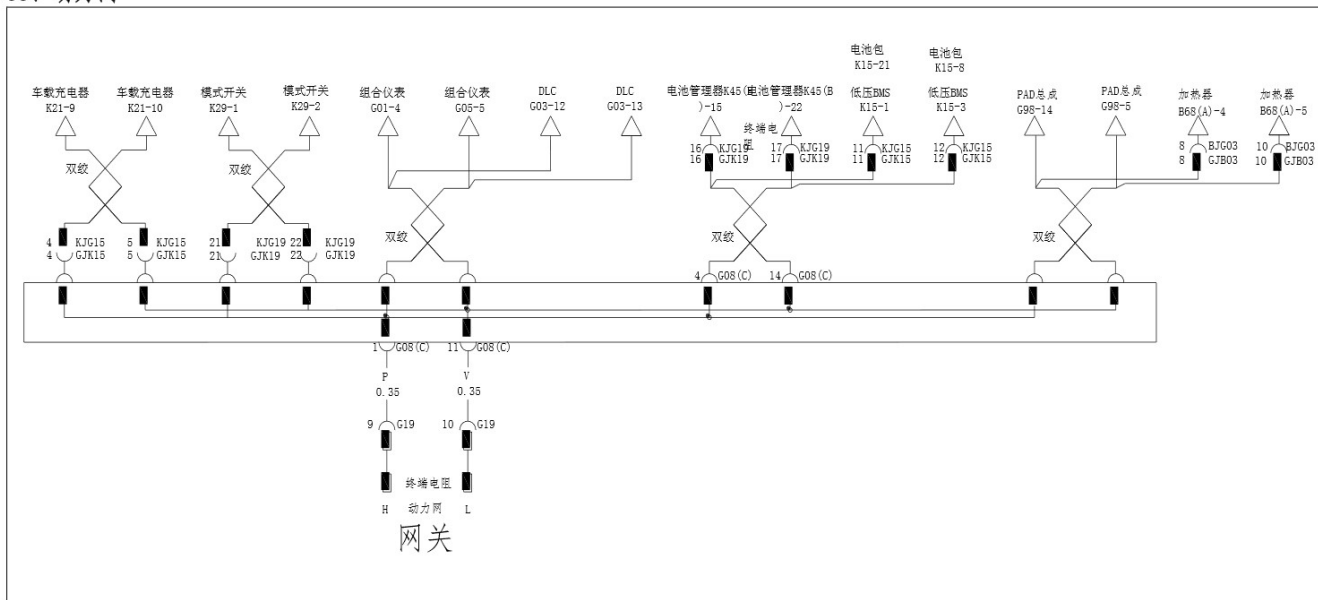 电池包
K15-21
电池包
K15-8
车载充电器
K21-9
车载充电器
K21-10
模式开关
K29-1
模式开关
K29-2
组合仪表
G01-4
组合仪表
G05-5
DLC
G03-12
DLC
G03-13
电池管理器K45(B
)-15
电池管理器K45(B
)-22
低压BMS
K15-1
低压BMS
K15-3
PAD总成
G98-14
PAD总成
G98-5
加热器
B68(A)-4
加热器
B68(A)-5
终端电
阻
16 KJG19
16 GJK19
17 KJG19
17 GJK19
11 KJG15
11 GJK15
12 KJG15
12 GJK15
8 BJG03
8 GJB03
10 BJG03
10 GJB03
双绞
双绞
双绞
双绞
双绞
4 KJG15
4 GJK15
5 KJG15
5 GJK15
21 KJG19
21 GJK19
22 KJG19
22 GJK19
4 G08(C)
14 G08(C)
1 G08(C)
11 G08(C)
P
0.35
V
0.35
9 G19
10 G19
终端电阻
H 动力网 L
网关